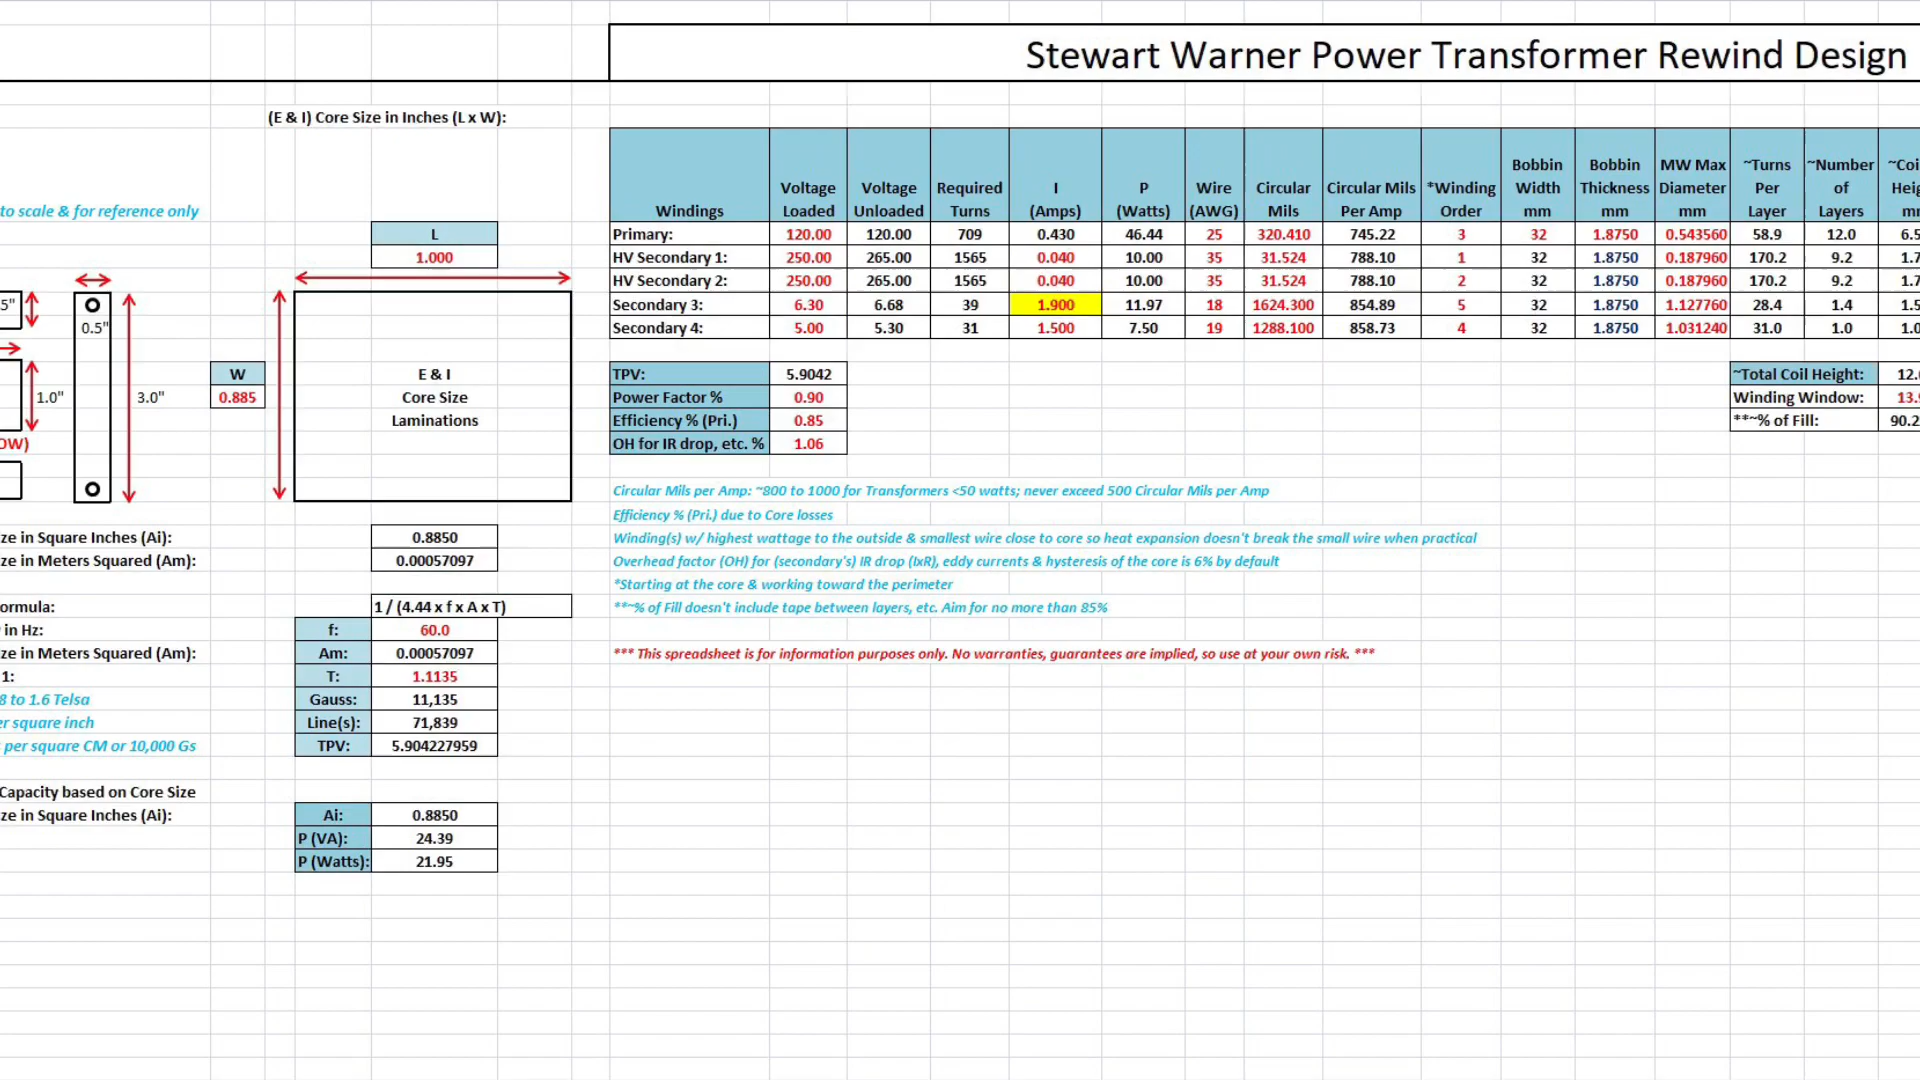 Stewart Warner Power Transformer Rewind Design
(E & I) Core Size in Inches (L x W):
to scale & for reference only
L
1.000
5"
0.5"
1.0"
3.0"
OW)
W
0.885
E & I
Core Size
Laminations
Windings Voltage Loaded Voltage Unloaded Required Turns I (Amps) P (Watts) Wire (AWG) Circular Mils Circular Mils Per Amp *Winding Order Bobbin Width mm Bobbin Thickness mm MW Max Diameter mm ~Turns Per Layer ~Number of Layers ~Coi Heig m
Primary: 120.00 120.00 709 0.430 46.44 25 320.410 745.22 3 32 1.8750 0.543560 58.9 12.0 6.5
HV Secondary 1: 250.00 265.00 1565 0.040 10.00 35 31.524 788.10 1 32 1.8750 0.187960 170.2 9.2 1.7
HV Secondary 2: 250.00 265.00 1565 0.040 10.00 35 31.524 788.10 2 32 1.8750 0.187960 170.2 9.2 1.7
Secondary 3: 6.30 6.68 39 1.900 11.97 18 1624.300 854.89 5 32 1.8750 1.127760 28.4 1.4 1.5
Secondary 4: 5.00 5.30 31 1.500 7.50 19 1288.100 858.73 4 32 1.8750 1.031240 31.0 1.0 1.0
TPV: 5.9042
Power Factor % 0.90
Efficiency % (Pri.) 0.85
OH for IR drop, etc. % 1.06
~Total Coil Height: 12.
Winding Window: 13.
**~% of Fill: 90.2
Circular Mils per Amp: ~800 to 1000 for Transformers <50 watts; never exceed 500 Circular Mils per Amp
Efficiency % (Pri.) due to Core losses
Winding(s) w/ highest wattage to the outside & smallest wire close to core so heat expansion doesn't break the small wire when practical
Overhead factor (OH) for (secondary's) IR drop (IxR), eddy currents & hysteresis of the core is 6% by default
*Starting at the core & working toward the perimeter
**~% of Fill doesn't include tape between layers, etc. Aim for no more than 85%
*** This spreadsheet is for information purposes only. No warranties, guarantees are implied, so use at your own risk. ***
ze in Square Inches (Ai): 0.8850
ze in Meters Squared (Am): 0.00057097
ormula: 1 / (4.44 x f x A x T)
in Hz: f: 60.0
ze in Meters Squared (Am): Am: 0.00057097
1: T: 1.1135
8 to 1.6 Telsa Gauss: 11,135
er square inch Line(s): 71,839
per square CM or 10,000 Gs TPV: 5.904227959
Capacity based on Core Size
ze in Square Inches (Ai): Ai: 0.8850
P (VA): 24.39
P (Watts): 21.95